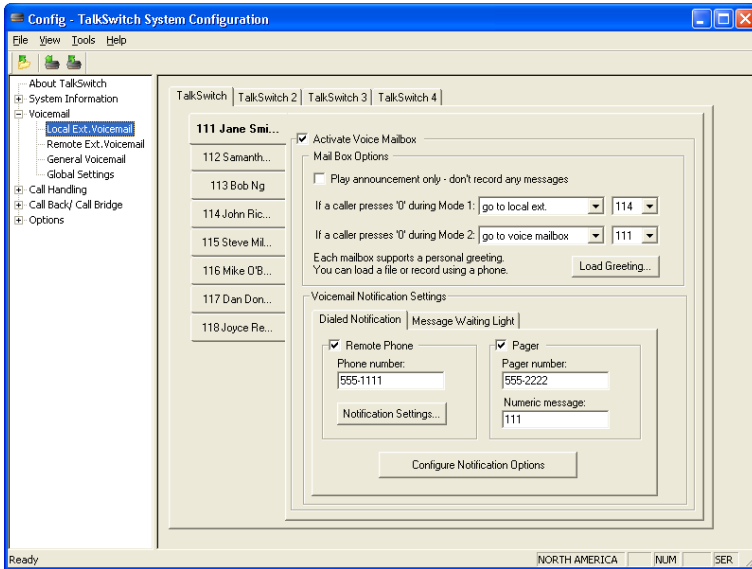 Config - TalkSwitch System Configuration
File View Tools Help
About TalkSwitch
System Information
Voicemail
Local Ext.Voicemail
Remote Ext.Voicemail
General Voicemail
Global Settings
Call Handling
Call Back/ Call Bridge
Options
TalkSwitch TalkSwitch 2 TalkSwitch 3 TalkSwitch 4
111 Jane Smi...
112 Samanth...
113 Bob Ng
114 John Ric...
115 Steve Mil...
116 Mike O'B...
117 Dan Don...
118 Joyce Re...
Activate Voice Mailbox
Mail Box Options
Play announcement only - don't record any messages
If a caller presses '0' during Mode 1: go to local ext. 114
If a caller presses '0' during Mode 2: go to voice mailbox 111
Each mailbox supports a personal greeting.
You can load a file or record using a phone.
Load Greeting...
Voicemail Notification Settings
Dialed Notification Message Waiting Light
Remote Phone
Phone number:
555-1111
Notification Settings...
Pager
Pager number:
555-2222
Numeric message:
111
Configure Notification Options
Ready NORTH AMERICA NUM SER